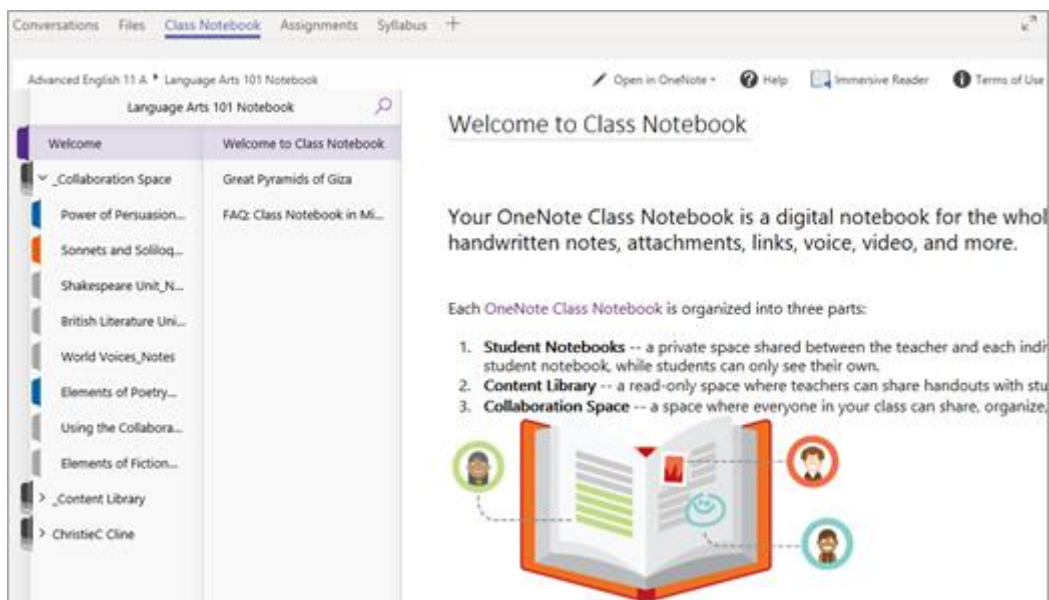 Conversations Files Class Notebook Assignments Syllabus +
Advanced English 11 A Language Arts 101 Notebook
Open in OneNote Help Immersive Reader Terms of Use
Language Arts 101 Notebook
Welcome
_Collaboration Space
Power of Persuasion...
Sonnets and Soliloq...
Shakespeare Unit_N...
British Literature Uni...
World Voices_Notes
Elements of Poetry...
Using the Collabora...
Elements of Fiction...
_Content Library
ChristieC Cline
Welcome to Class Notebook
Great Pyramids of Giza
FAQ: Class Notebook in Mi...
Welcome to Class Notebook
Your OneNote Class Notebook is a digital notebook for the whol
handwritten notes, attachments, links, voice, video, and more.
Each OneNote Class Notebook is organized into three parts:
1. Student Notebooks -- a private space shared between the teacher and each indi
student notebook, while students can only see their own.
2. Content Library -- a read-only space where teachers can share handouts with stu
3. Collaboration Space -- a space where everyone in your class can share, organize,